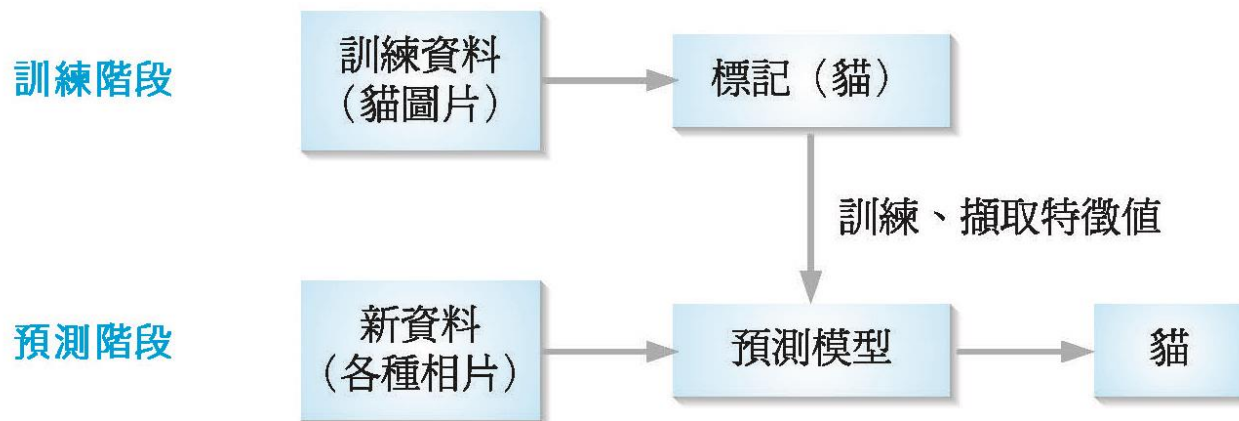 訓練階段
訓練資料
（貓圖片）
標記（貓）
訓練、擷取特徵值
預測階段
新資料
（各種相片）
預測模型
貓